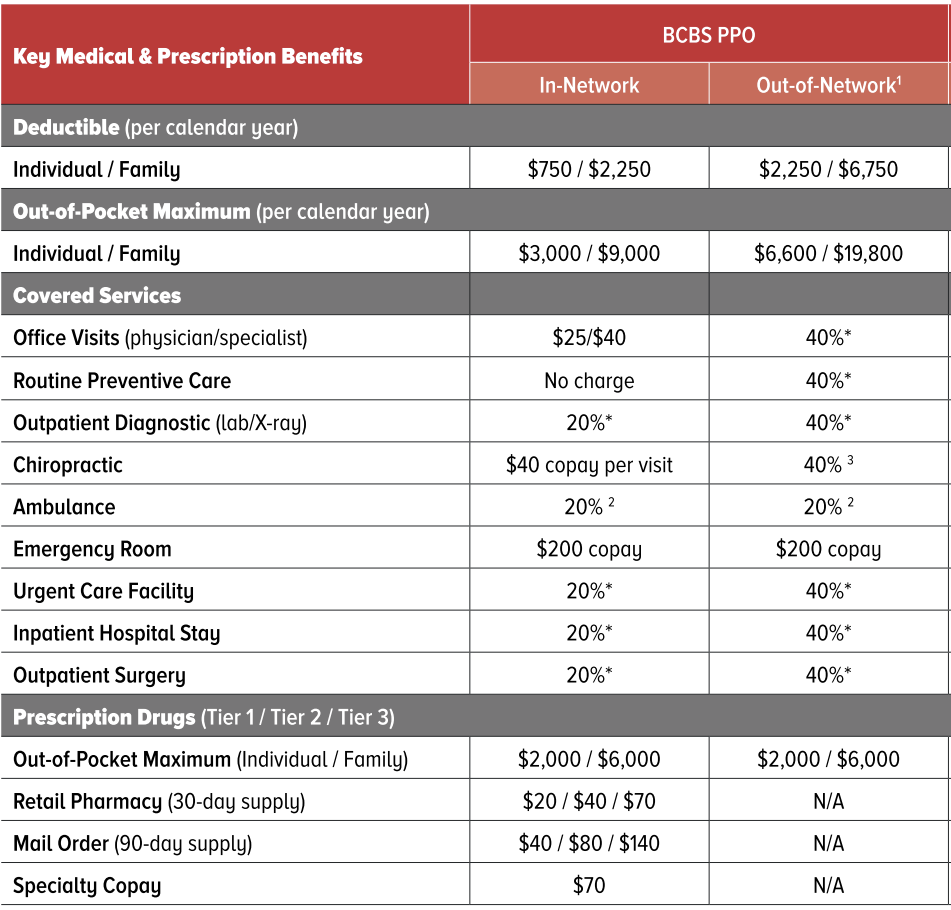 Key Medical & Prescription Benefits
BCBS PPO
In-Network Out-of-Network¹
Deductible (per calendar year)
Individual / Family $750 / $2,250 $2,250 / $6,750
Out-of-Pocket Maximum (per calendar year)
Individual / Family $3,000 / $9,000 $6,600 / $19,800
Covered Services
Office Visits (physician/specialist) $25/$40 40%*
Routine Preventive Care No charge 40%*
Outpatient Diagnostic (lab/X-ray) 20%* 40%*
Chiropractic $40 copay per visit 40% ³
Ambulance 20% ² 20% ²
Emergency Room $200 copay $200 copay
Urgent Care Facility 20%* 40%*
Inpatient Hospital Stay 20%* 40%*
Outpatient Surgery 20%* 40%*
Prescription Drugs (Tier 1 / Tier 2 / Tier 3)
Out-of-Pocket Maximum (Individual / Family) $2,000 / $6,000 $2,000 / $6,000
Retail Pharmacy (30-day supply) $20 / $40 / $70 N/A
Mail Order (90-day supply) $40 / $80 / $140 N/A
Specialty Copay $70 N/A